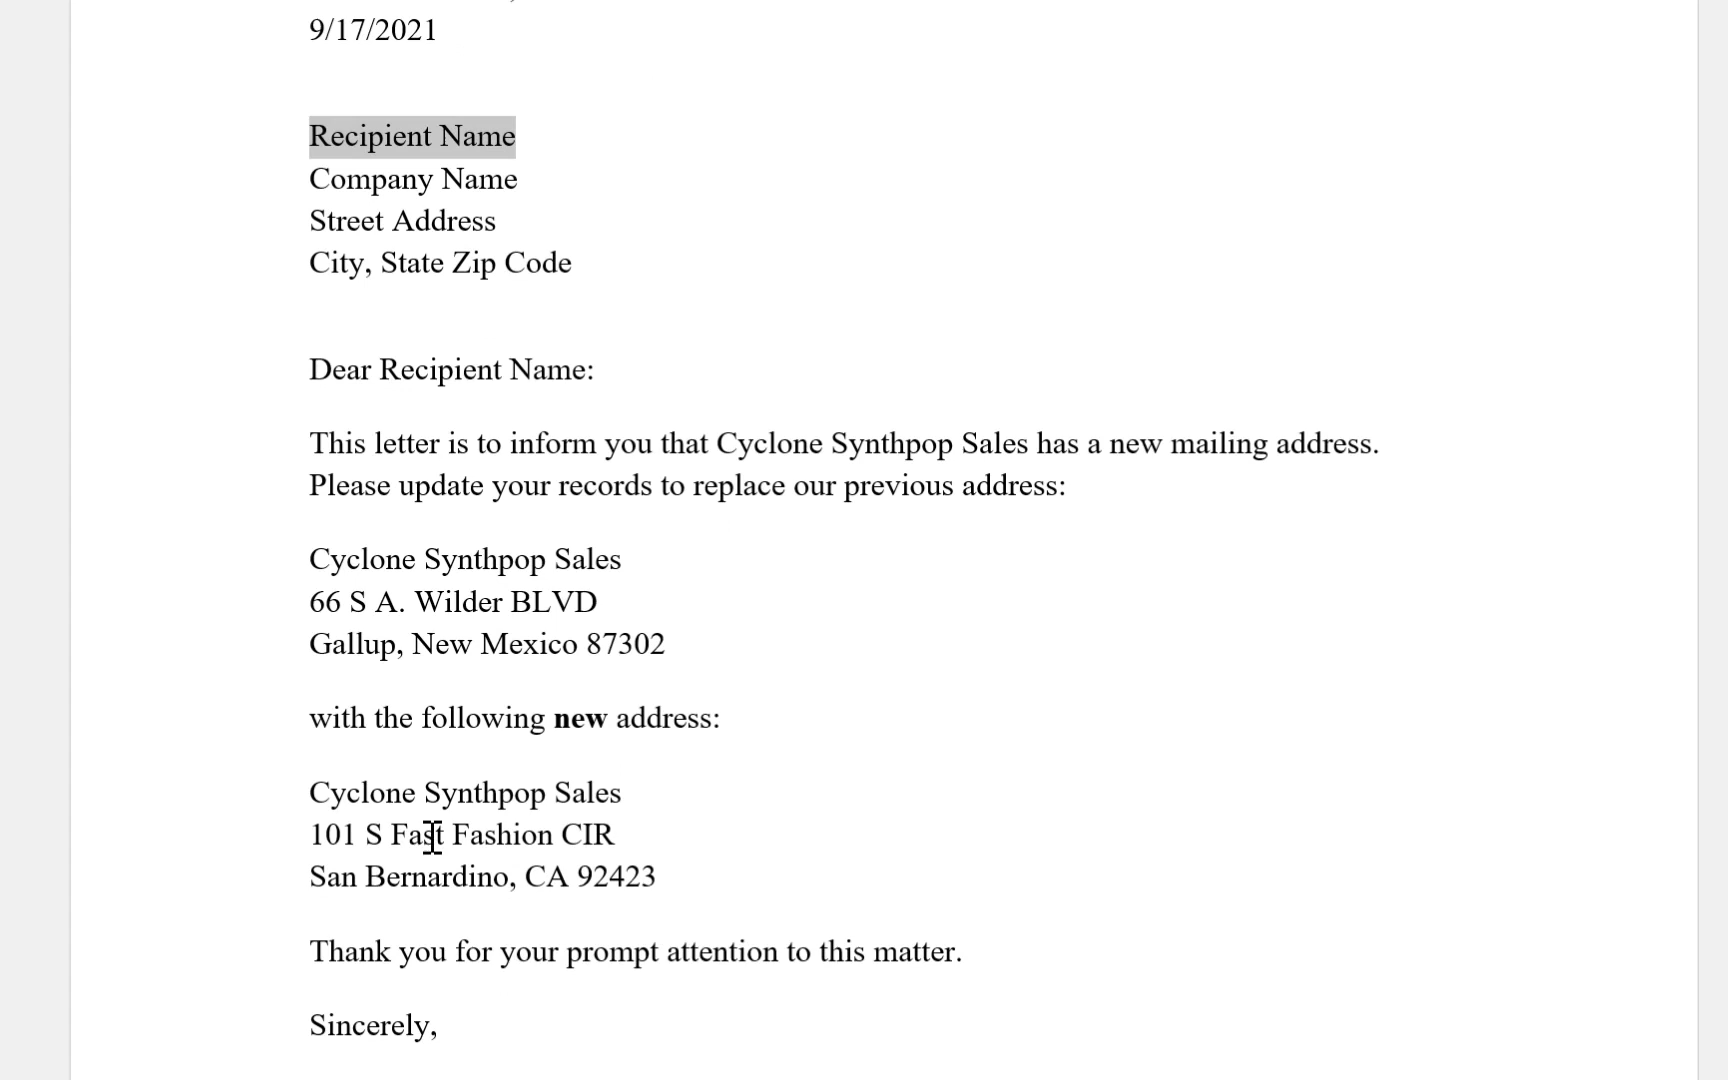 9/17/2021
Recipient Name
Company Name
Street Address
City, State Zip Code
Dear Recipient Name:
This letter is to inform you that Cyclone Synthpop Sales has a new mailing address.
Please update your records to replace our previous address:
Cyclone Synthpop Sales
66 S A. Wilder BLVD
Gallup, New Mexico 87302
with the following new address:
Cyclone Synthpop Sales
101 S Fast Fashion CIR
San Bernardino, CA 92423
Thank you for your prompt attention to this matter.
Sincerely,